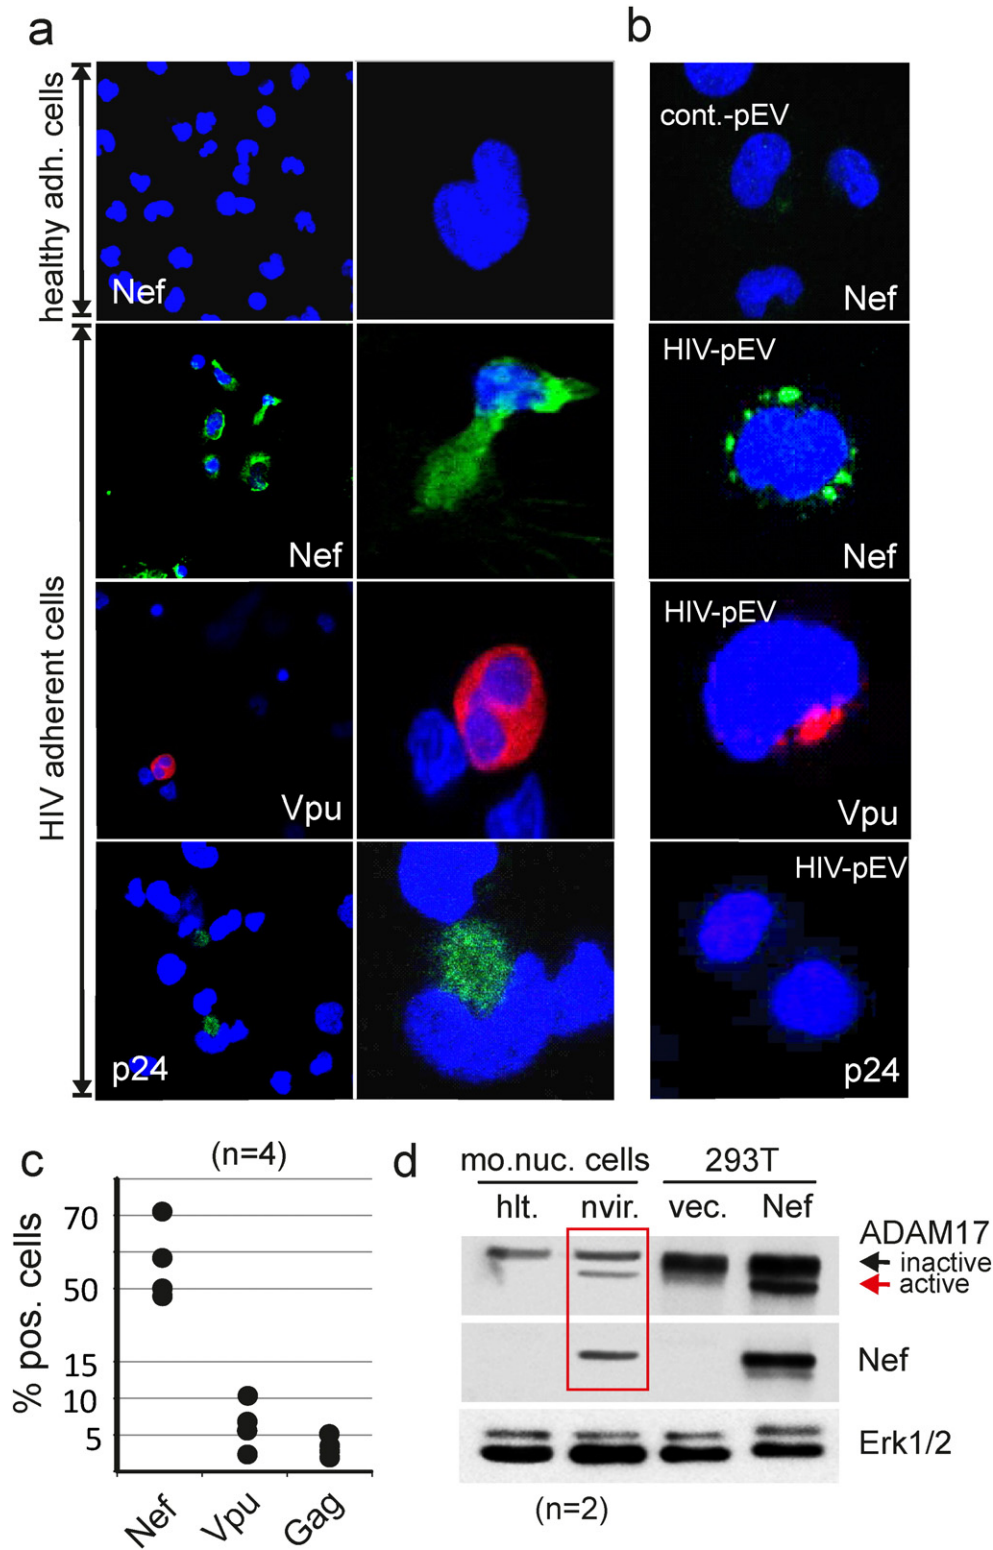 a
b
healthy adh. cells
Nef
cont.-pEV
Nef
HIV adherent cells
Nef
HIV-pEV
Nef
Vpu
HIV-pEV
Vpu
p24
HIV-pEV
p24
c
(n=4)
% pos. cells
70
50
15
10
5
Nef
Vpu
Gag
d
mo.nuc. cells
293T
hlt.
nvir.
vec.
Nef
ADAM17
inactive
active
Nef
Erk1/2
(n=2)